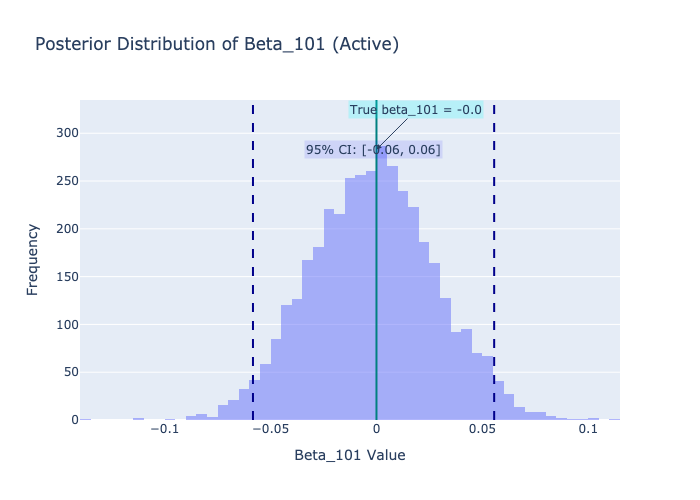 Posterior Distribution of Beta_101 (Active)
True beta_101 = -0.0
95% CI: [-0.06, 0.06]
300
250
200
150
100
50
0
Frequency
−0.1
−0.05
0
0.05
0.1
Beta_101 Value